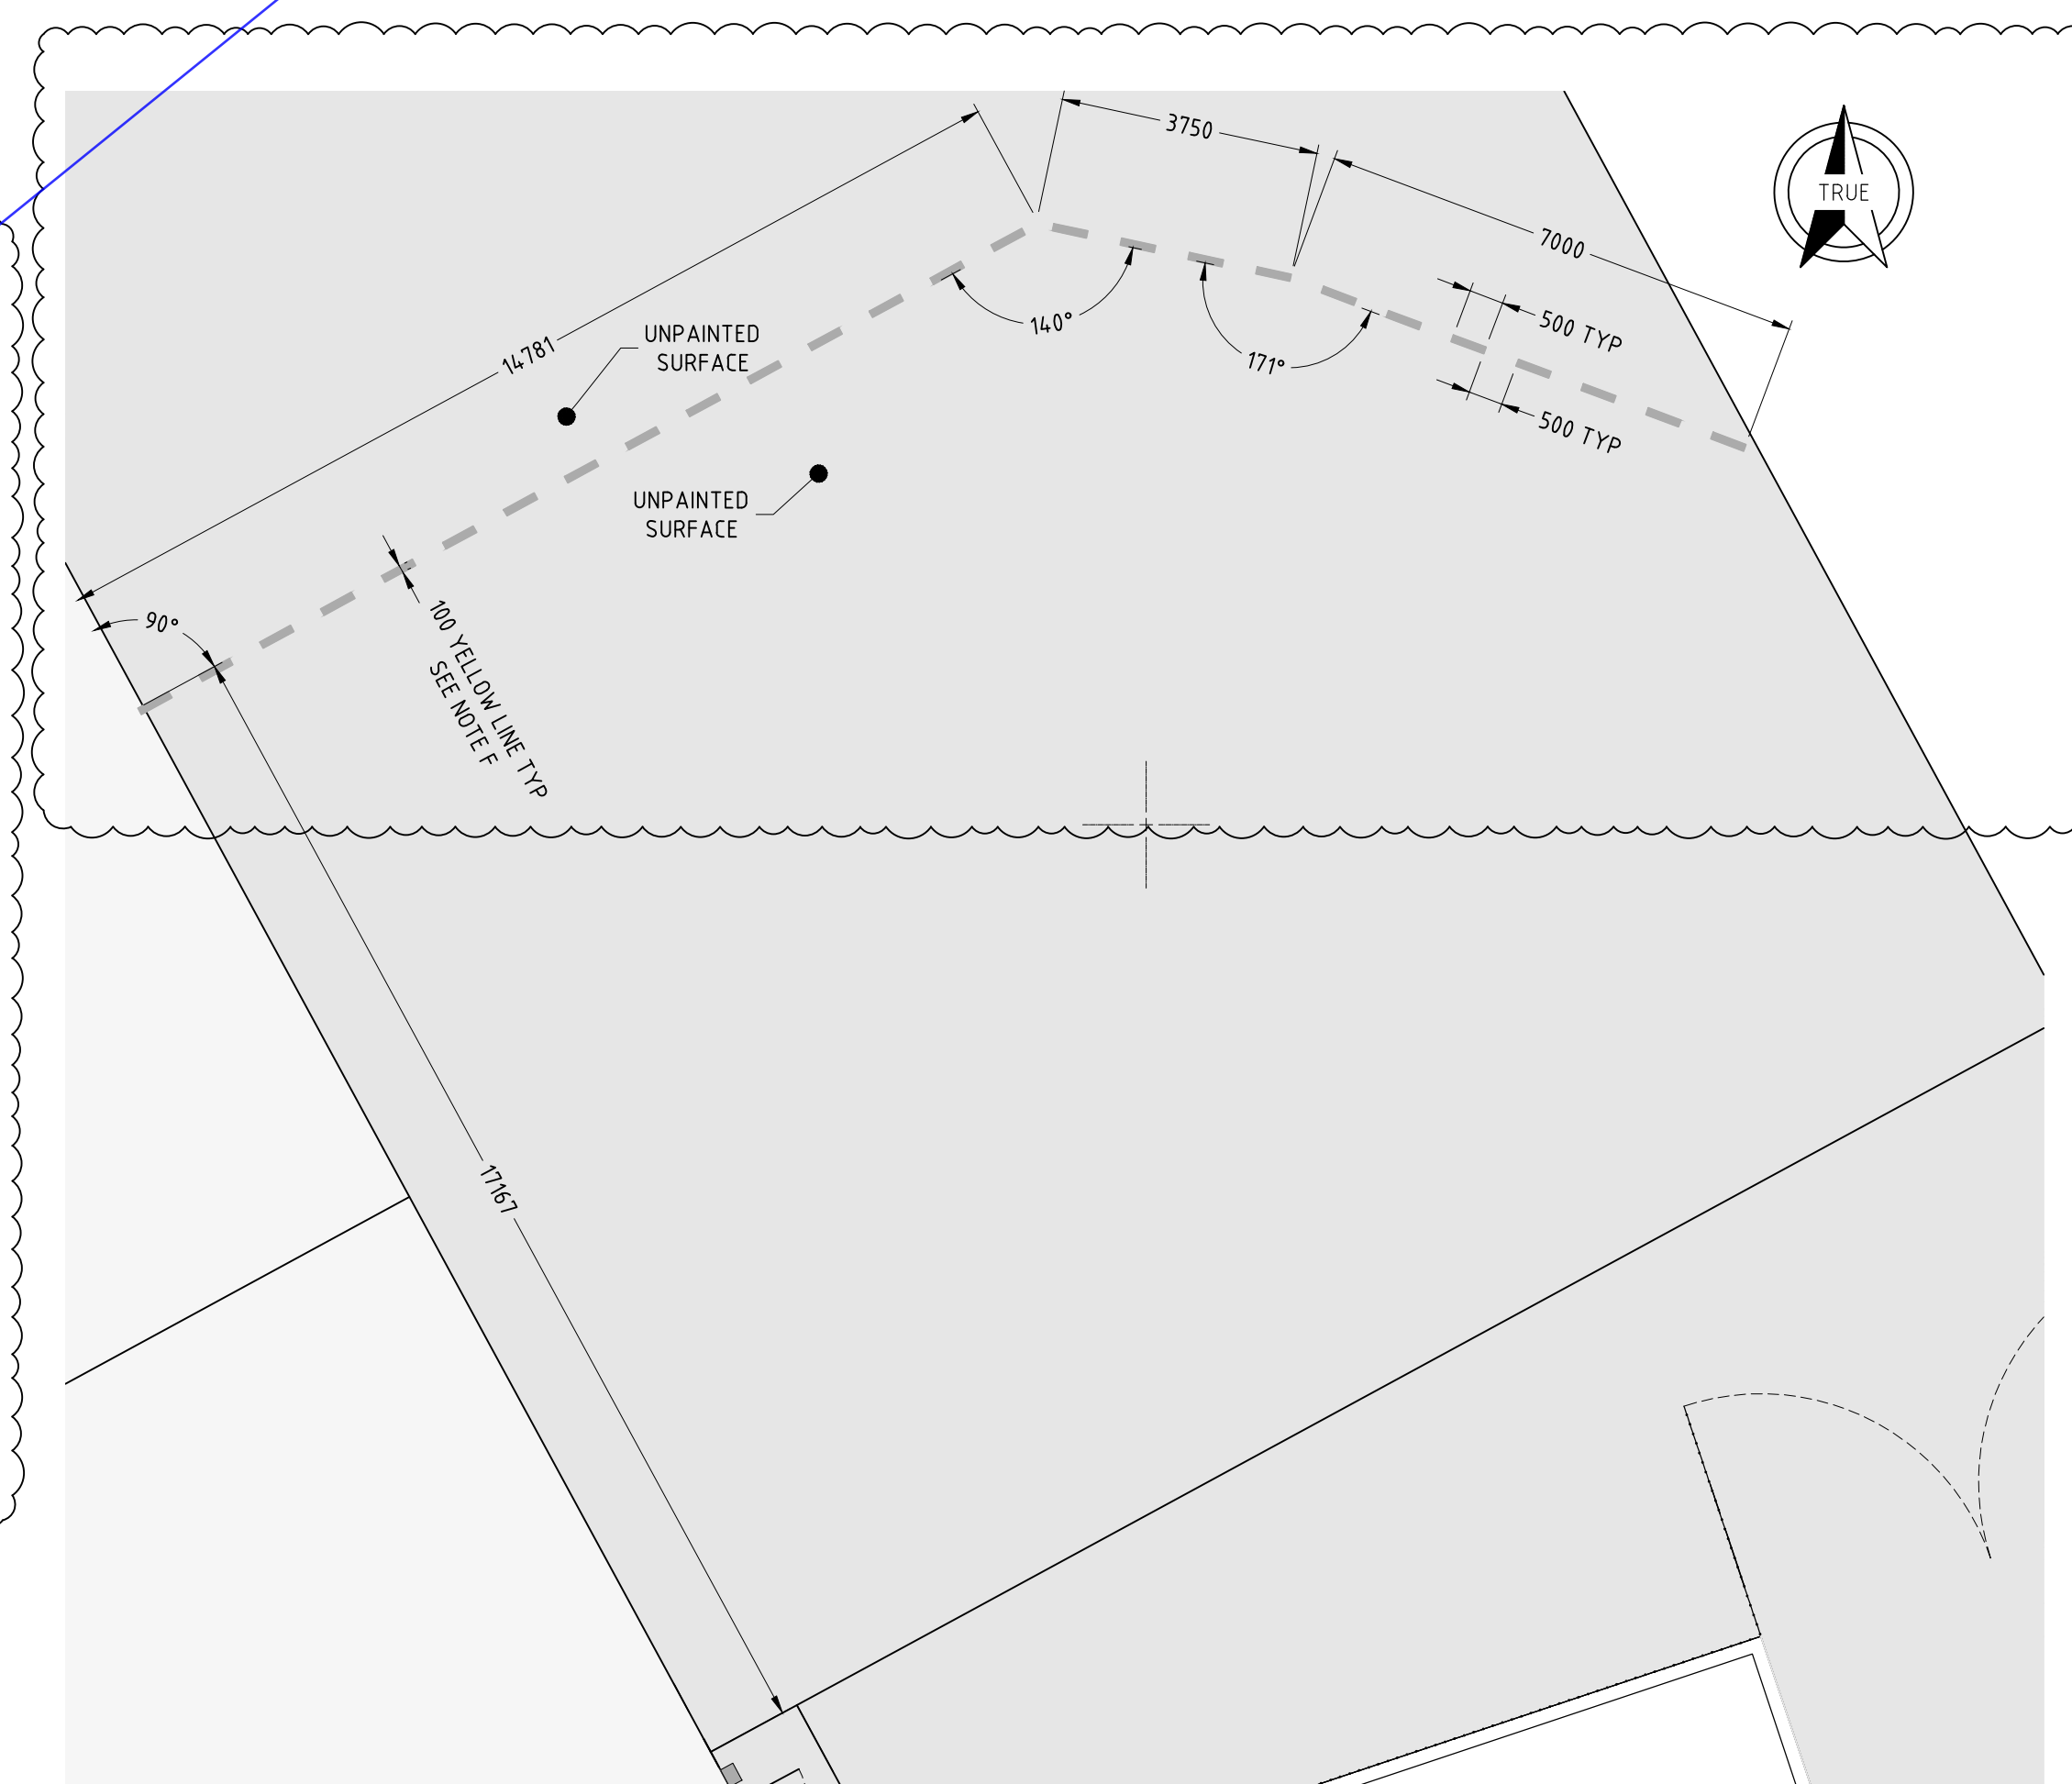 3750
TRUE
7000
140°
500 TYP
UNPAINTED
SURFACE
14781
171°
500 TYP
UNPAINTED
SURFACE
90°
100 YELLOW LINE TYP
SEE NOTE F
17167